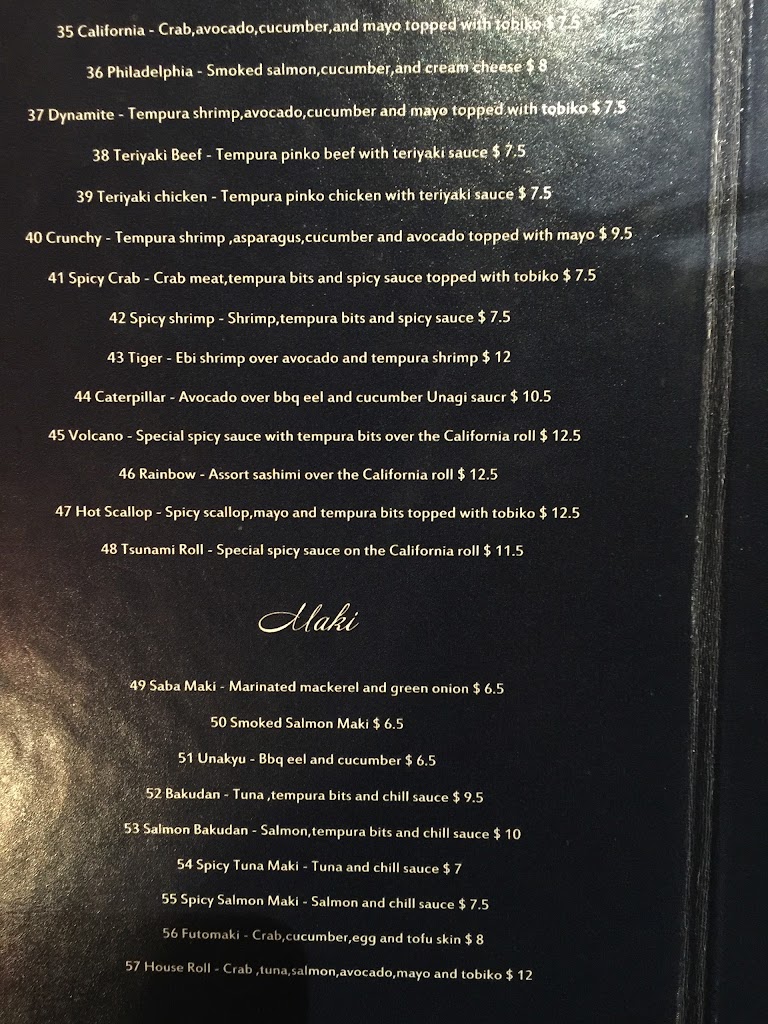 35 California - Crab,avocado,cucumber,and mayo topped with tobiko $ 7.5
36 Philadelphia - Smoked salmon,cucumber,and cream cheese $ 8
37 Dynamite - Tempura shrimp,avocado,cucumber and mayo topped with tobiko $ 7.5
38 Teriyaki Beef - Tempura pinko beef with teriyaki sauce $ 7.5
39 Teriyaki chicken - Tempura pinko chicken with teriyaki sauce $ 7.5
40 Crunchy - Tempura shrimp ,asparagus,cucumber and avocado topped with mayo $ 9.5
41 Spicy Crab - Crab meat,tempura bits and spicy sauce topped with tobiko $ 7.5
42 Spicy shrimp - Shrimp,tempura bits and spicy sauce $ 7.5
43 Tiger - Ebi shrimp over avocado and tempura shrimp $ 12
44 Caterpillar - Avocado over bbq eel and cucumber Unagi saucr $ 10.5
45 Volcano - Special spicy sauce with tempura bits over the California roll $ 12.5
46 Rainbow - Assort sashimi over the California roll $ 12.5
47 Hot Scallop - Spicy scallop,mayo and tempura bits topped with tobiko $ 12.5
48 Tsunami Roll - Special spicy sauce on the California roll $ 11.5
Maki
49 Saba Maki - Marinated mackerel and green onion $ 6.5
50 Smoked Salmon Maki $ 6.5
51 Unakyu - Bbq eel and cucumber $ 6.5
52 Bakudan - Tuna ,tempura bits and chill sauce $ 9.5
53 Salmon Bakudan - Salmon,tempura bits and chill sauce $ 10
54 Spicy Tuna Maki - Tuna and chill sauce $ 7
55 Spicy Salmon Maki - Salmon and chill sauce $ 7.5
56 Futomaki - Crab,cucumber,egg and tofu skin $ 8
57 House Roll - Crab ,tuna,salmon,avocado,mayo and tobiko $ 12